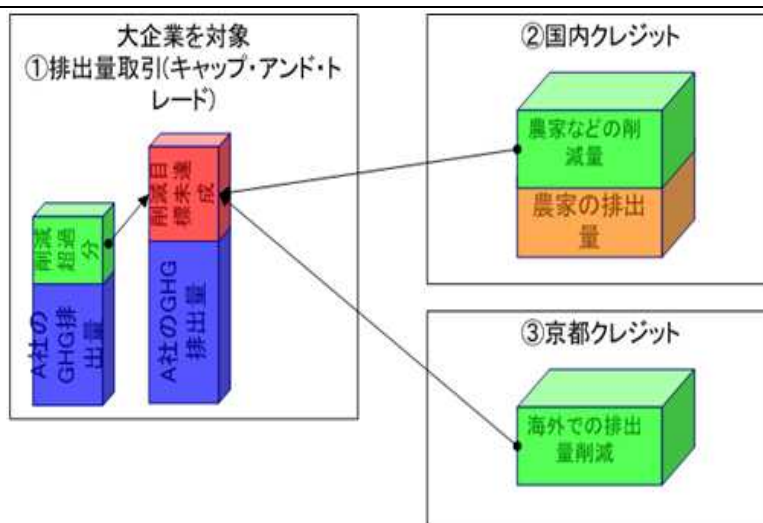 大企業を対象
①排出量取引(キャップ・アンド・ト
レード)
削減
超過
分
A社の
GHG排
出量
削減目
標未達
成
A社のGHG
排出量
②国内クレジット
農家などの削
減量
農家の排出
量
③京都クレジット
海外での排出
量削減